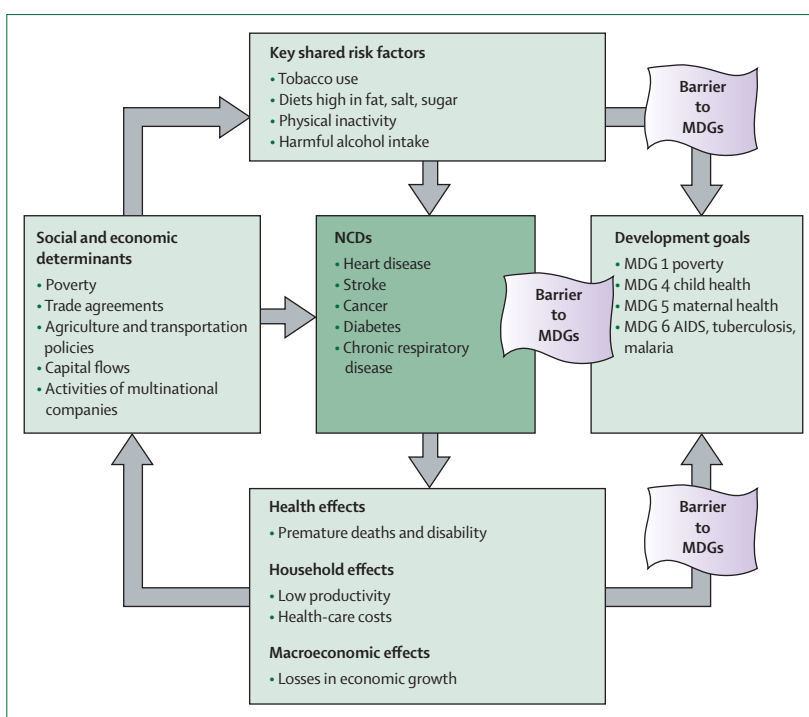 Key shared risk factors
• Tobacco use
• Diets high in fat, salt, sugar
• Physical inactivity
• Harmful alcohol intake
Barrier
to
MDGs
Social and economic
determinants
• Poverty
• Trade agreements
• Agriculture and transportation
policies
• Capital flows
• Activities of multinational
companies
NCDs
• Heart disease
• Stroke
• Cancer
• Diabetes
• Chronic respiratory
disease
Barrier
to
MDGs
Development goals
• MDG 1 poverty
• MDG 4 child health
• MDG 5 maternal health
• MDG 6 AIDS, tuberculosis,
malaria
Health effects
• Premature deaths and disability
Household effects
• Low productivity
• Health-care costs
Macroeconomic effects
• Losses in economic growth
Barrier
to
MDGs